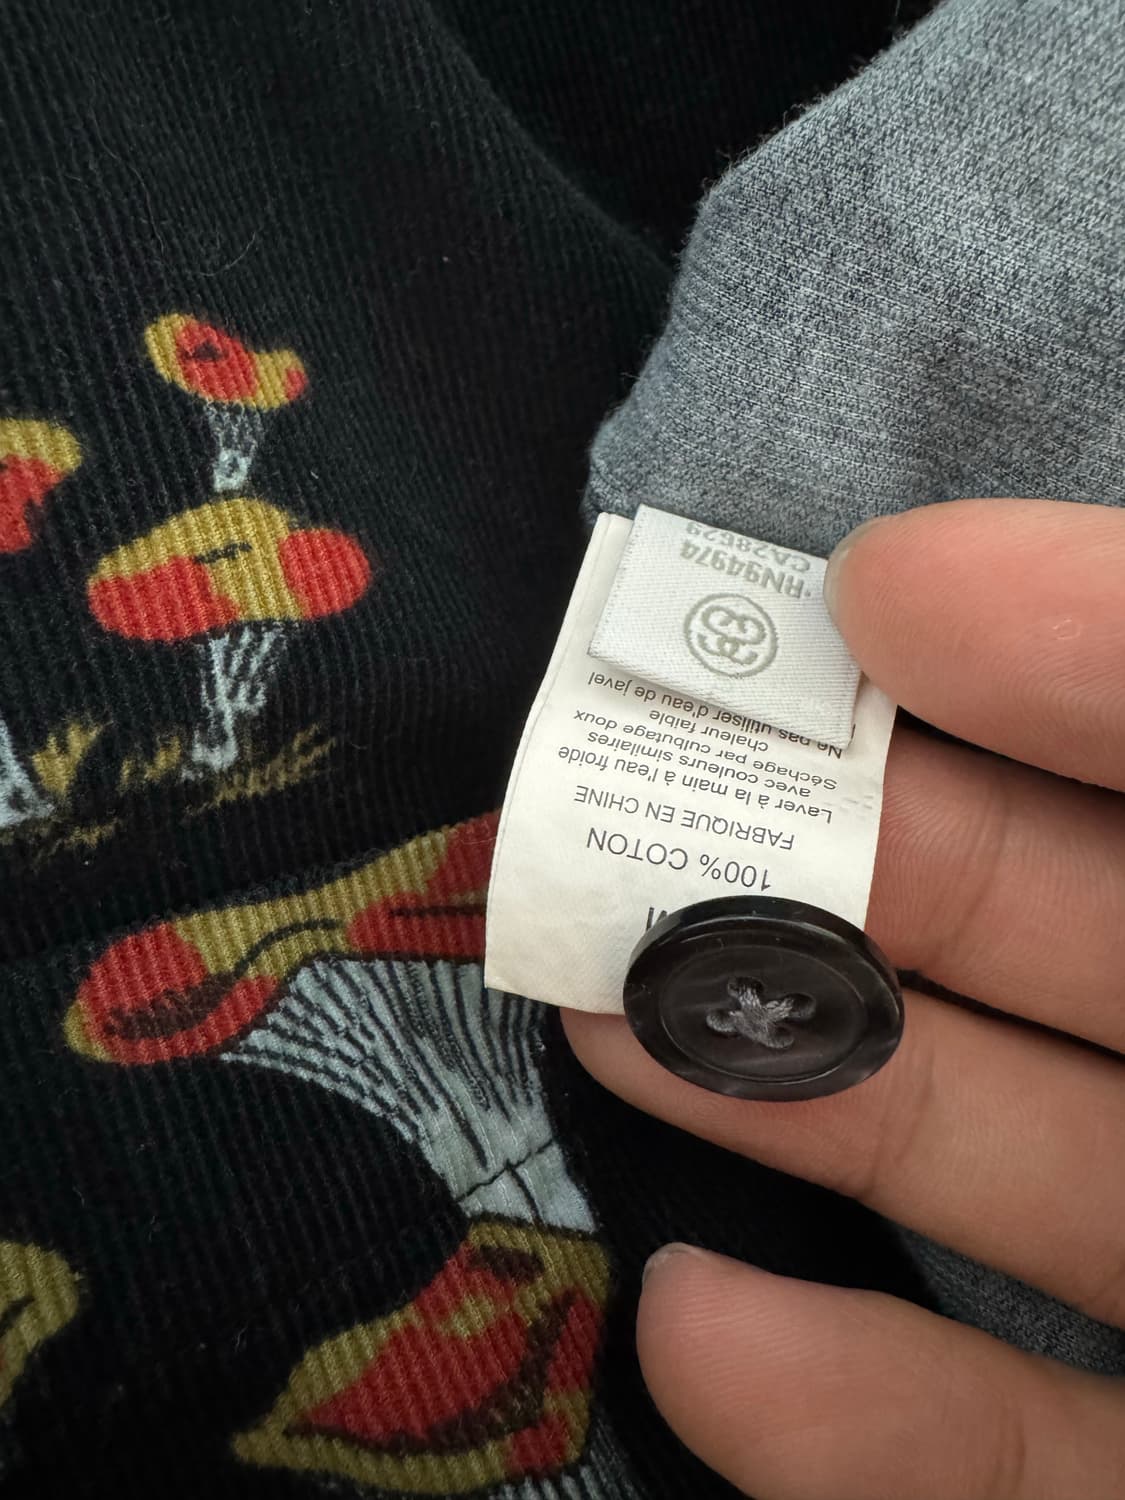 M
100% COTON
FABRIQUE EN CHINE
Laver à la main à l'eau froide
avec couleurs similaires
Séchage par culbutage doux
chaleur faible
Ne pas utiliser d'eau de javel
*RN94974
CA28629